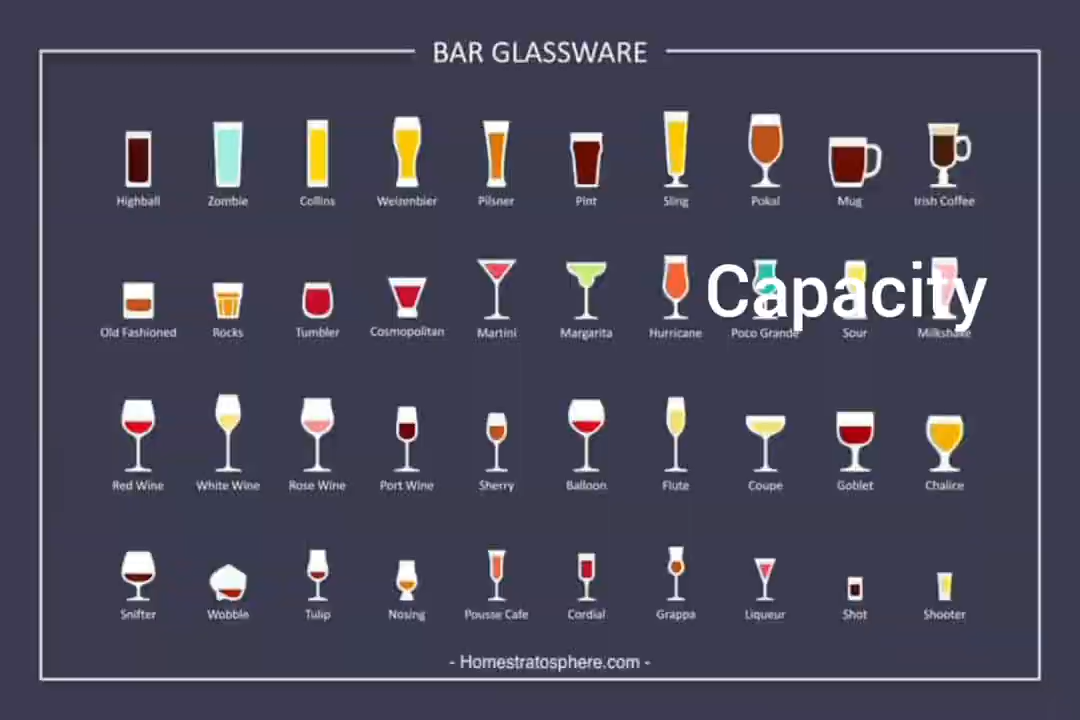 BAR GLASSWARE
Highball Zombie Collins Weizenbier Pilsner Pint Sling Pokal Mug Irish Coffee
Capacity
Old Fashioned Rocks Tumbler Cosmopolitan Martini Margarita Hurricane Poco Grande Sour Milkshake
Red Wine White Wine Rose Wine Port Wine Sherry Balloon Flute Coupe Goblet Chalice
Snifter Wobble Tulip Nosing Pousse Cafe Cordial Grappa Liqueur Shot Shooter
- Homestratosphere.com -